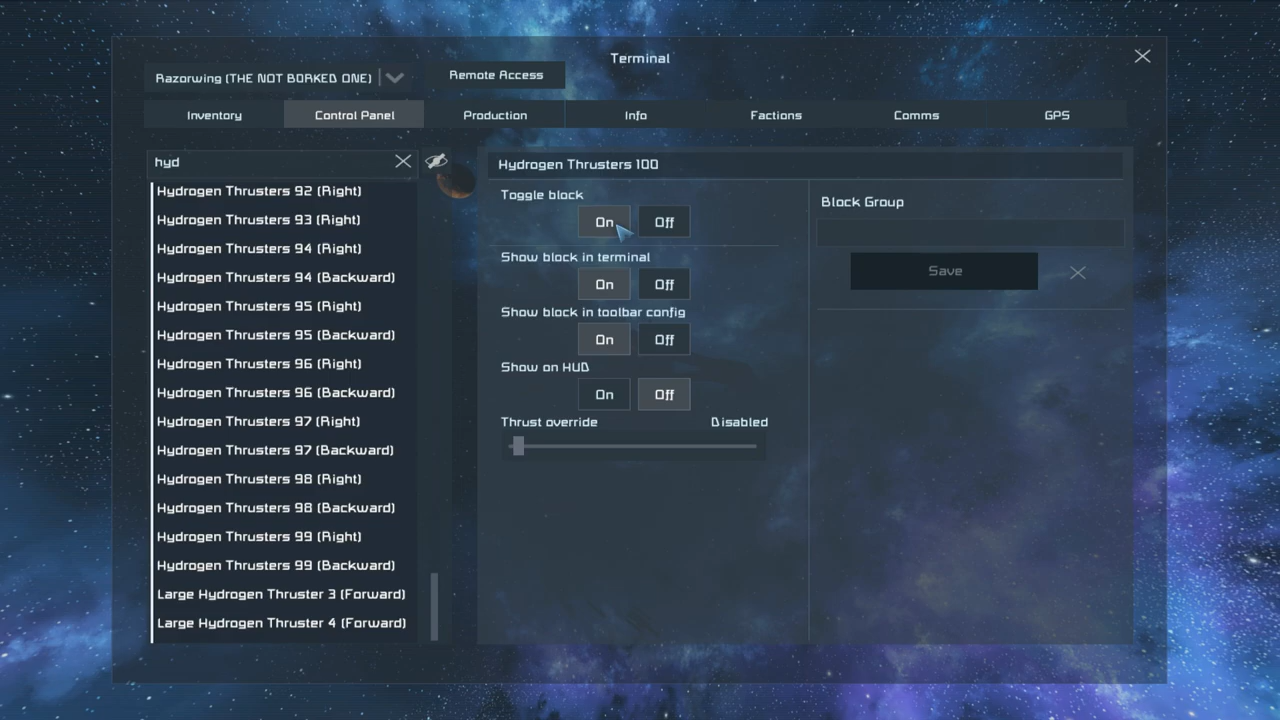 Terminal
Razorwing (THE NOT BORKED ONE)
Remote Access
Inventory
Control Panel
Production
Info
Factions
Comms
GPS
hyd
Hydrogen Thrusters 92 (Right)
Hydrogen Thrusters 93 (Right)
Hydrogen Thrusters 94 (Right)
Hydrogen Thrusters 94 (Backward)
Hydrogen Thrusters 95 (Right)
Hydrogen Thrusters 95 (Backward)
Hydrogen Thrusters 96 (Right)
Hydrogen Thrusters 96 (Backward)
Hydrogen Thrusters 97 (Right)
Hydrogen Thrusters 97 (Backward)
Hydrogen Thrusters 98 (Right)
Hydrogen Thrusters 98 (Backward)
Hydrogen Thrusters 99 (Right)
Hydrogen Thrusters 99 (Backward)
Large Hydrogen Thruster 3 (Forward)
Large Hydrogen Thruster 4 (Forward)
Hydrogen Thrusters 100
Toggle block
On Off
Show block in terminal
On Off
Show block in toolbar config
On Off
Show on HUD
On Off
Thrust override Disabled
Block Group
Save